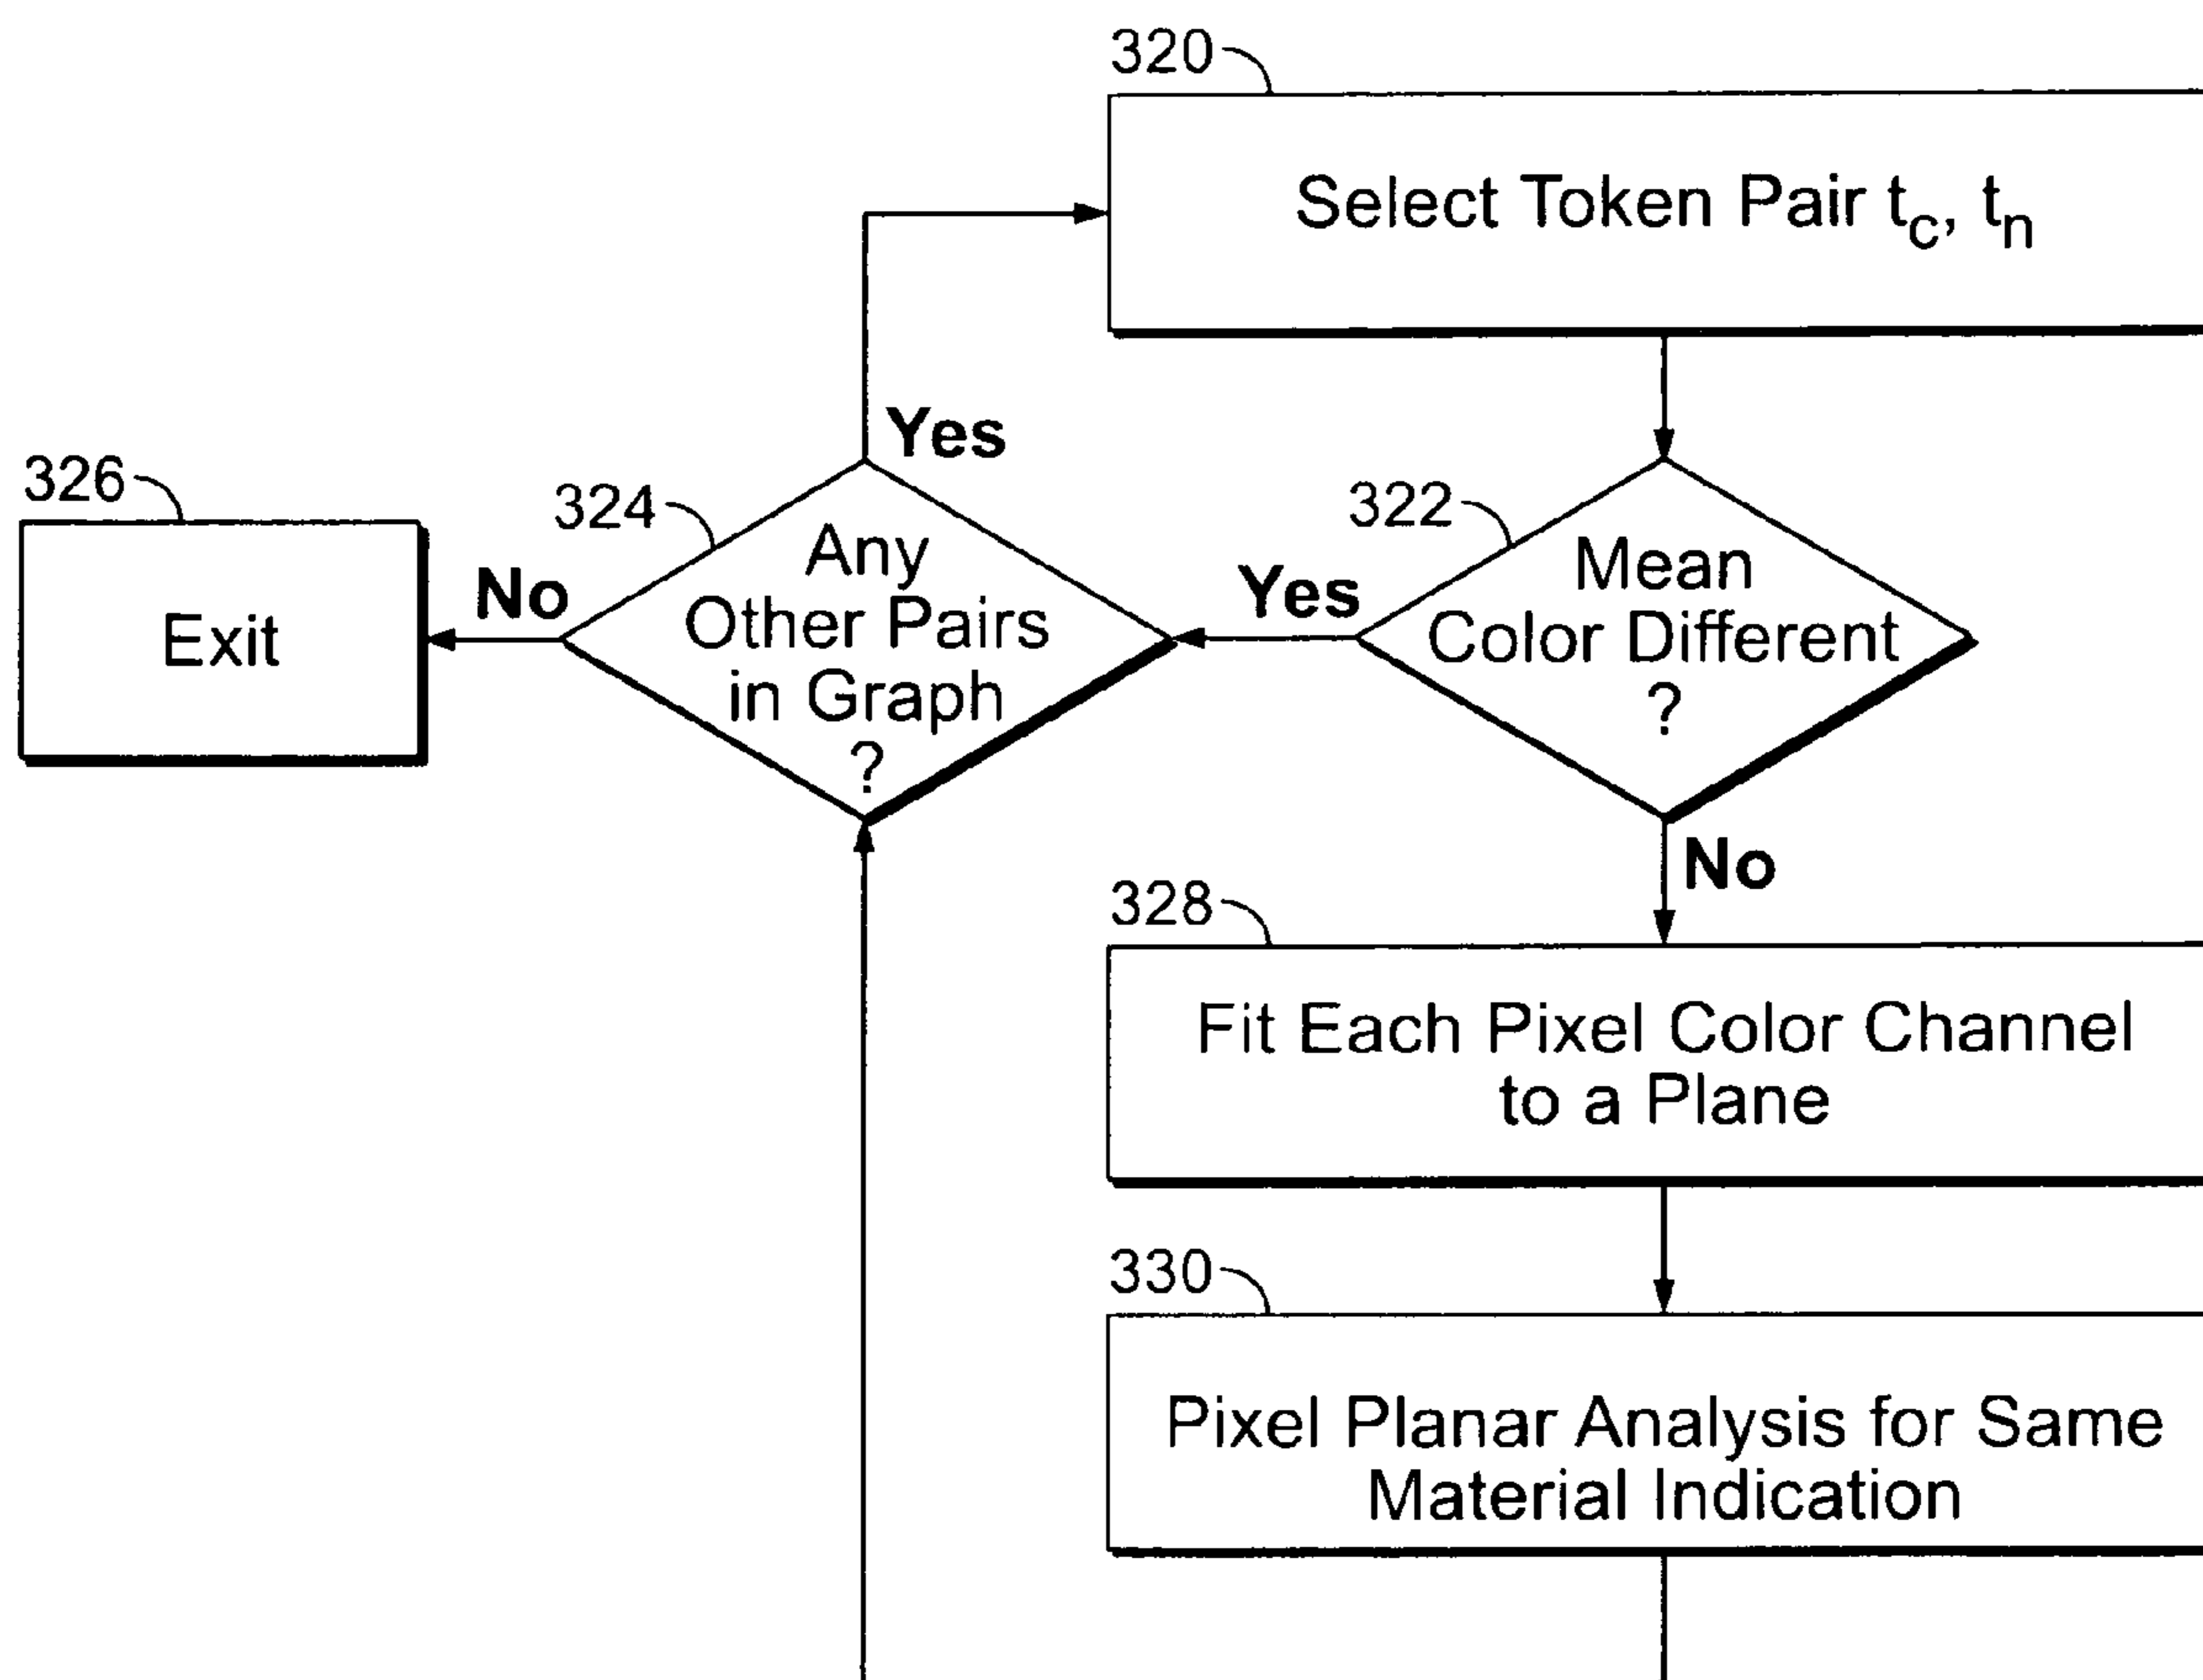 320
Select Token Pair tc, tn
Yes
326
324
322
Any
Other Pairs
in Graph
?
Mean
Color Different
?
No
Yes
Exit
No
328
Fit Each Pixel Color Channel
to a Plane
330
Pixel Planar Analysis for Same
Material Indication